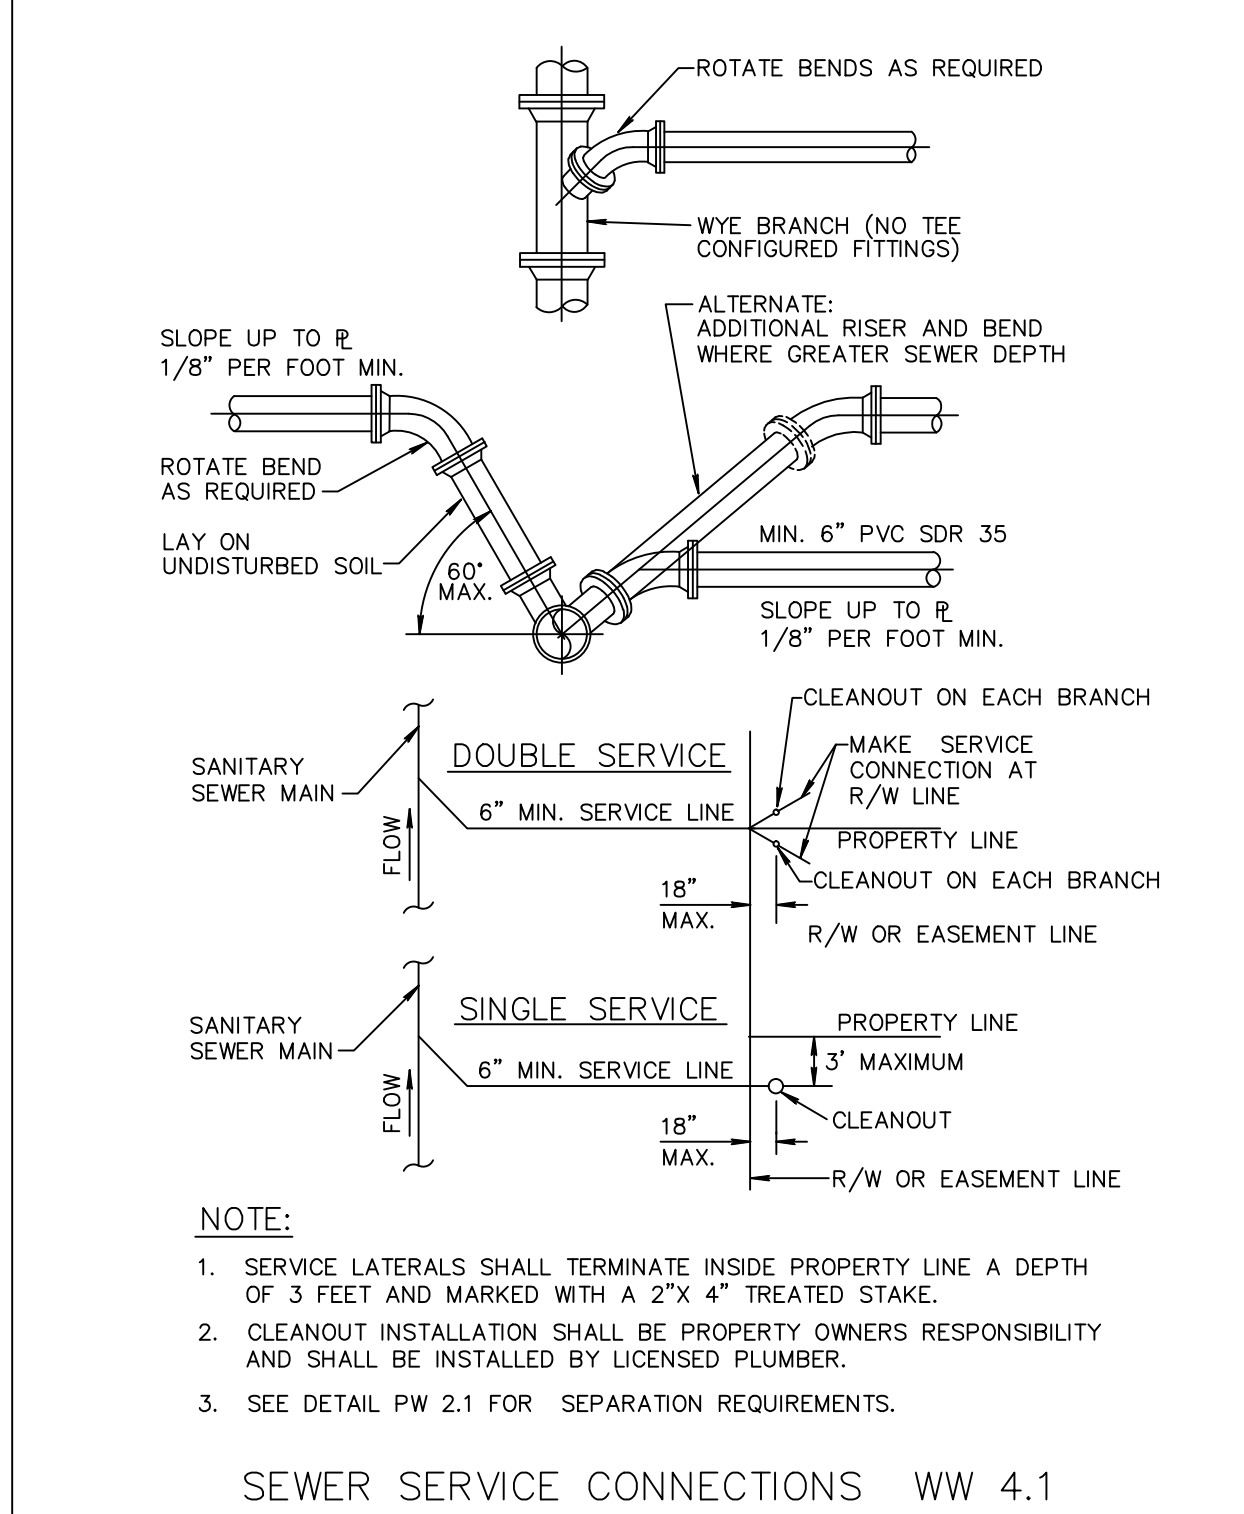 ROTATE BENDS AS REQUIRED
WYE BRANCH (NO TEE
CONFIGURED FITTINGS)
ALTERNATE:
ADDITIONAL RISER AND BEND
WHERE GREATER SEWER DEPTH
SLOPE UP TO ℄
1/8" PER FOOT MIN.
ROTATE BEND
AS REQUIRED
LAY ON
UNDISTURBED SOIL
60°
MAX.
MIN. 6" PVC SDR 35
SLOPE UP TO ℄
1/8" PER FOOT MIN.
CLEANOUT ON EACH BRANCH
DOUBLE SERVICE
MAKE SERVICE
CONNECTION AT
R/W LINE
SANITARY
SEWER MAIN
6" MIN. SERVICE LINE
FLOW
PROPERTY LINE
CLEANOUT ON EACH BRANCH
18"
MAX.
R/W OR EASEMENT LINE
SINGLE SERVICE
SANITARY
SEWER MAIN
PROPERTY LINE
6" MIN. SERVICE LINE
3' MAXIMUM
FLOW
CLEANOUT
18"
MAX.
R/W OR EASEMENT LINE
NOTE:
1. SERVICE LATERALS SHALL TERMINATE INSIDE PROPERTY LINE A DEPTH
OF 3 FEET AND MARKED WITH A 2"X 4" TREATED STAKE.
2. CLEANOUT INSTALLATION SHALL BE PROPERTY OWNERS RESPONSIBILITY
AND SHALL BE INSTALLED BY LICENSED PLUMBER.
3. SEE DETAIL PW 2.1 FOR SEPARATION REQUIREMENTS.
SEWER SERVICE CONNECTIONS WW 4.1